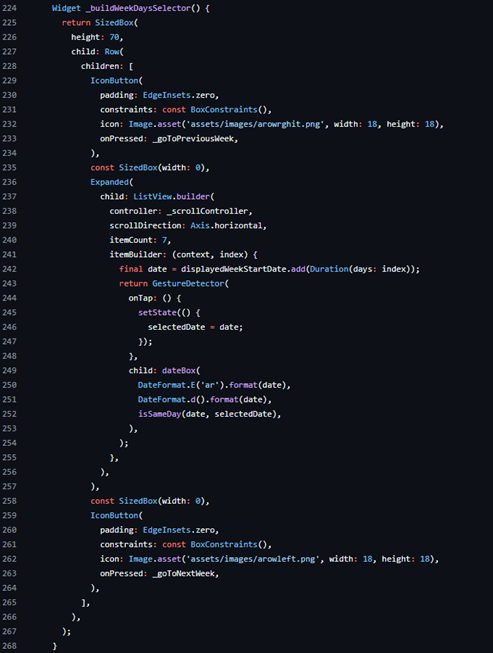 224 Widget _buildWeekDaysSelector() {
225 return SizedBox(
226 height: 70,
227 child: Row(
228 children: [
229 IconButton(
230 padding: EdgeInsets.zero,
231 constraints: const BoxConstraints(),
232 icon: Image.asset('assets/images/arowrghit.png', width: 18, height: 18),
233 onPressed: _goToPreviousWeek,
234 ),
235 const SizedBox(width: 0),
236 Expanded(
237 child: ListView.builder(
238 controller: _scrollController,
239 scrollDirection: Axis.horizontal,
240 itemCount: 7,
241 itemBuilder: (context, index) {
242 final date = displayedWeekStartDate.add(Duration(days: index));
243 return GestureDetector(
244 onTap: () {
245 setState(() {
246 selectedDate = date;
247 });
248 },
249 child: dateBox(
250 DateFormat.E('ar').format(date),
251 DateFormat.d().format(date),
252 isSameDay(date, selectedDate),
253 ),
254 );
255 },
256 ),
257 ),
258 const SizedBox(width: 0),
259 IconButton(
260 padding: EdgeInsets.zero,
261 constraints: const BoxConstraints(),
262 icon: Image.asset('assets/images/arowleft.png', width: 18, height: 18),
263 onPressed: _goToNextWeek,
264 ),
265 ],
266 ),
267 );
268 }